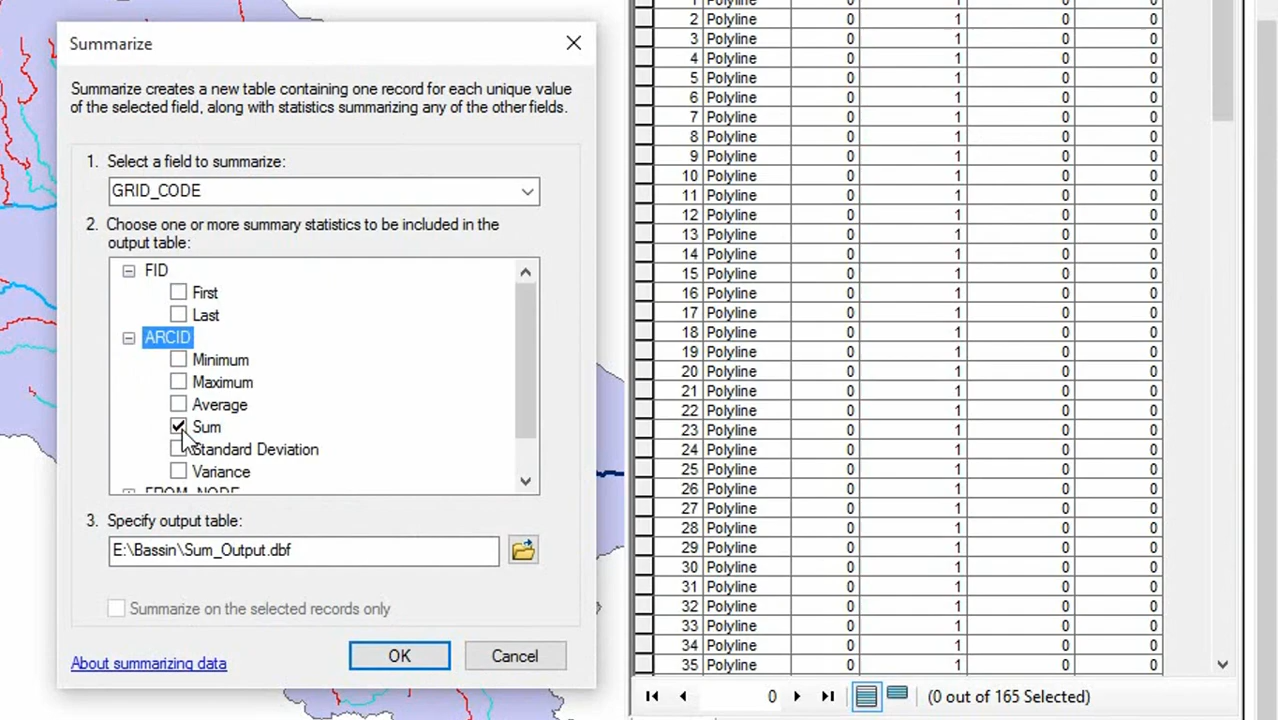 Summarize
Summarize creates a new table containing one record for each unique value
of the selected field, along with statistics summarizing any of the other fields.
1. Select a field to summarize:
GRID_CODE
2. Choose one or more summary statistics to be included in the
output table:
FID
First
Last
ARCID
Minimum
Maximum
Average
Sum
Standard Deviation
Variance
FROM_NODE
3. Specify output table:
E:\Bassin\Sum_Output.dbf
Summarize on the selected records only
About summarizing data
OK
Cancel
1 Polyline 0 1 0 0
2 Polyline 0 1 0 0
3 Polyline 0 1 0 0
4 Polyline 0 1 0 0
5 Polyline 0 1 0 0
6 Polyline 0 1 0 0
7 Polyline 0 1 0 0
8 Polyline 0 1 0 0
9 Polyline 0 1 0 0
10 Polyline 0 1 0 0
11 Polyline 0 1 0 0
12 Polyline 0 1 0 0
13 Polyline 0 1 0 0
14 Polyline 0 1 0 0
15 Polyline 0 1 0 0
16 Polyline 0 1 0 0
17 Polyline 0 1 0 0
18 Polyline 0 1 0 0
19 Polyline 0 1 0 0
20 Polyline 0 1 0 0
21 Polyline 0 1 0 0
22 Polyline 0 1 0 0
23 Polyline 0 1 0 0
24 Polyline 0 1 0 0
25 Polyline 0 1 0 0
26 Polyline 0 1 0 0
27 Polyline 0 1 0 0
28 Polyline 0 1 0 0
29 Polyline 0 1 0 0
30 Polyline 0 1 0 0
31 Polyline 0 1 0 0
32 Polyline 0 1 0 0
33 Polyline 0 1 0 0
34 Polyline 0 1 0 0
35 Polyline 0 1 0 0
0 (0 out of 165 Selected)